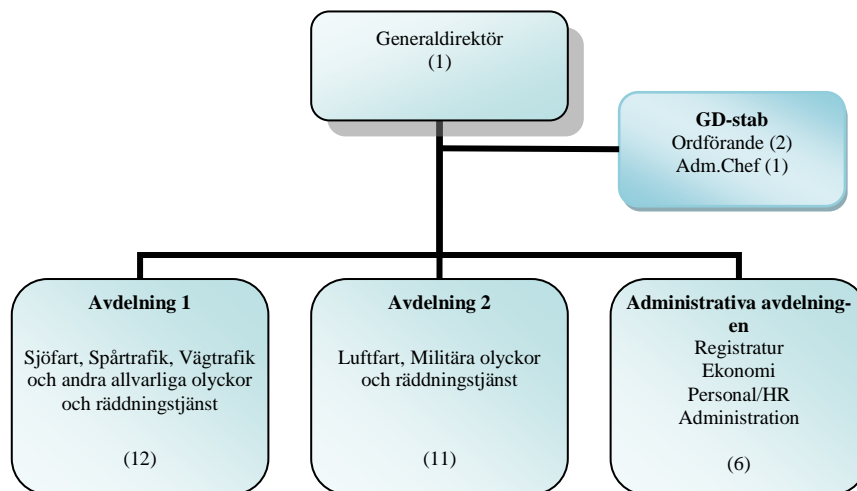 Generaldirektör
(1)
GD-stab
Ordförande (2)
Adm.Chef (1)
Avdelning 1
Sjöfart, Spårtrafik, Vägtrafik
och andra allvarliga olyckor
och räddningstjänst
(12)
Avdelning 2
Luftfart, Militära olyckor
och räddningstjänst
(11)
Administrativa avdelning-
en
Registratur
Ekonomi
Personal/HR
Administration
(6)